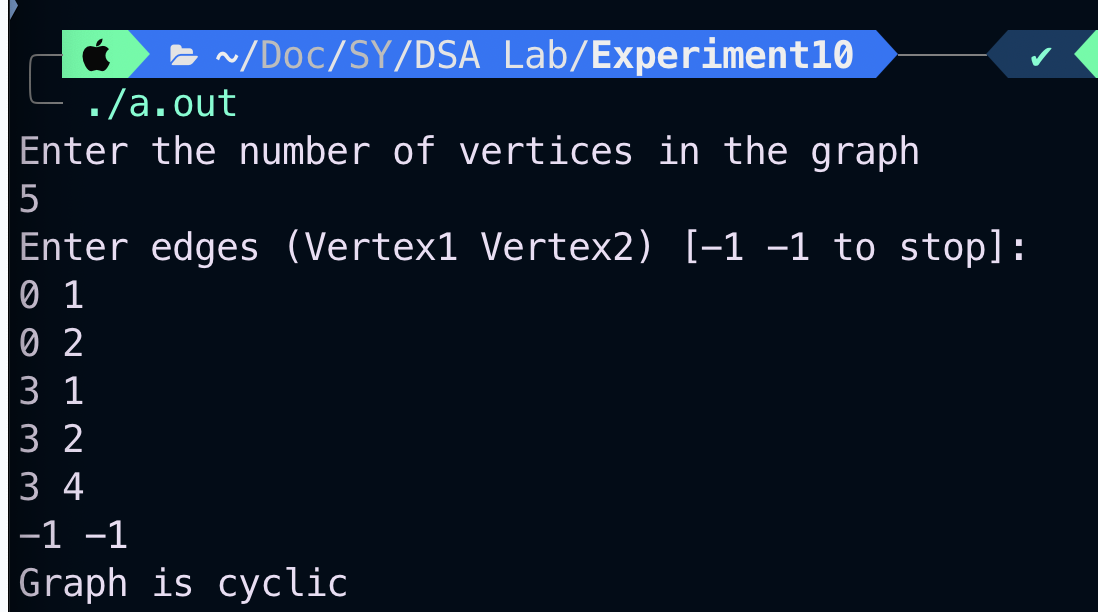 ~/Doc/SY/DSA Lab/Experiment10 ✔
./a.out
Enter the number of vertices in the graph
5
Enter edges (Vertex1 Vertex2) [-1 -1 to stop]:
0 1
0 2
3 1
3 2
3 4
-1 -1
Graph is cyclic